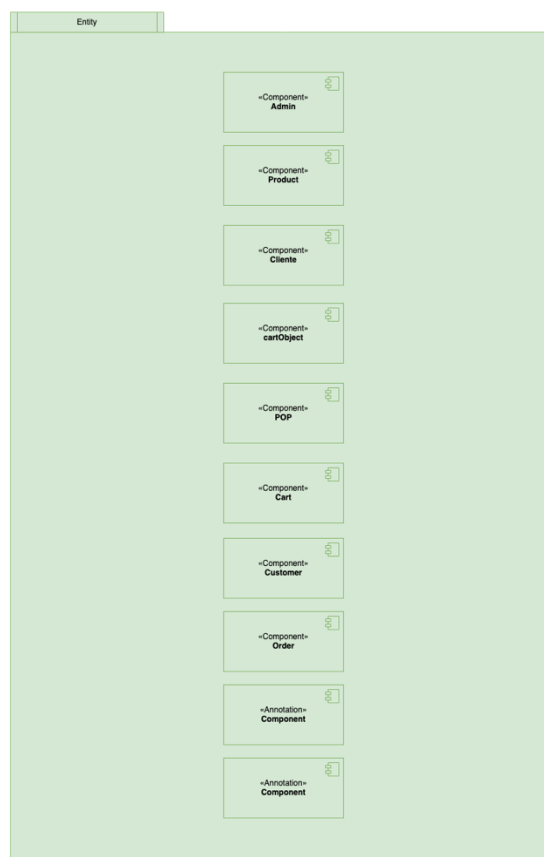 Entity
«Component»
Admin
«Component»
Product
«Component»
Cliente
«Component»
cartObject
«Component»
POP
«Component»
Cart
«Component»
Customer
«Component»
Order
«Annotation»
Component
«Annotation»
Component